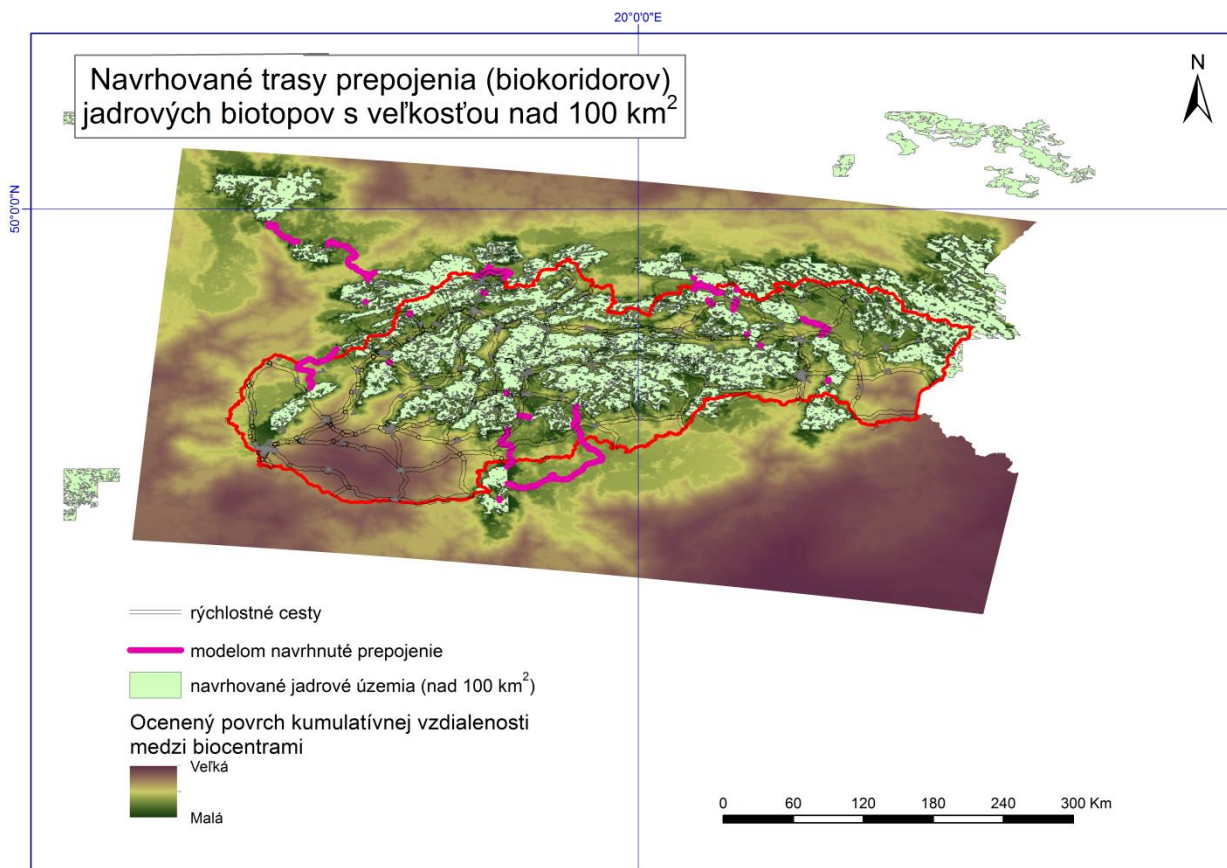 20°0'0"E
Navrhované trasy prepojenia (biokoridorov)
jadrových biotopov s veľkosťou nad 100 km²
N
50°0'0"N
rýchlostné cesty
modelom navrhnuté prepojenie
navrhované jadrové územia (nad 100 km²)
Ocenený povrch kumulatívnej vzdialenosti
medzi biocentrami
Veľká
Malá
0 60 120 180 240 300 Km